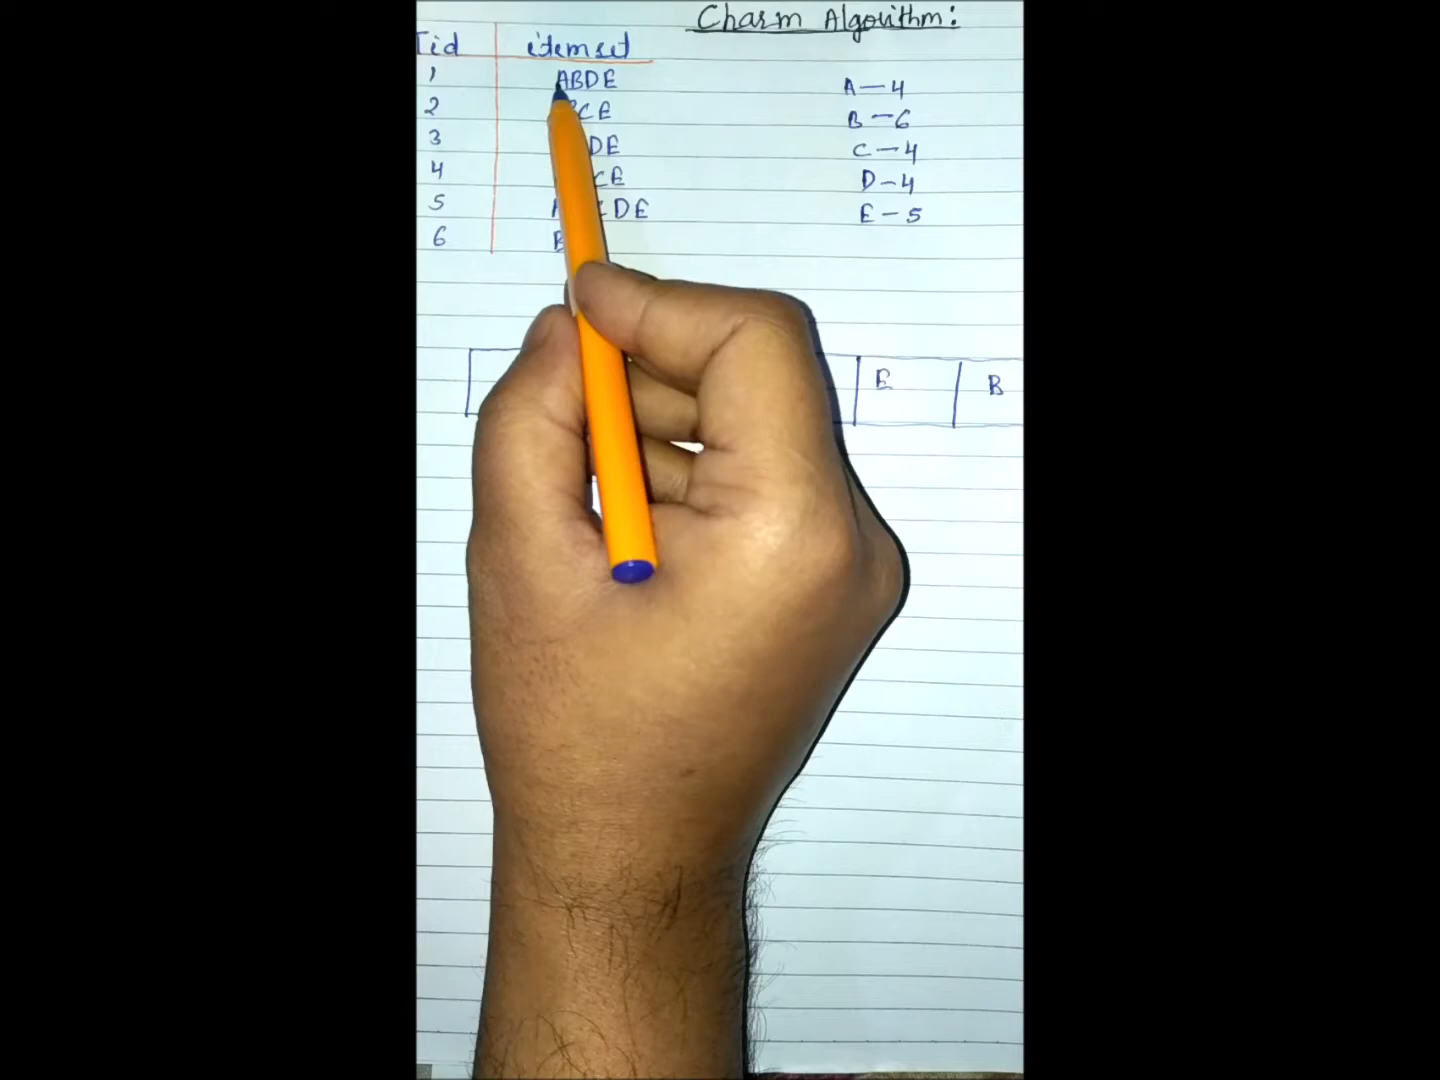 Charm Algorithm:
Tid itemset
1 ABDE
2 CE
3 DE
4 CE
5 DE
6 B
A — 4
B — 6
C — 4
D — 4
E — 5
E B